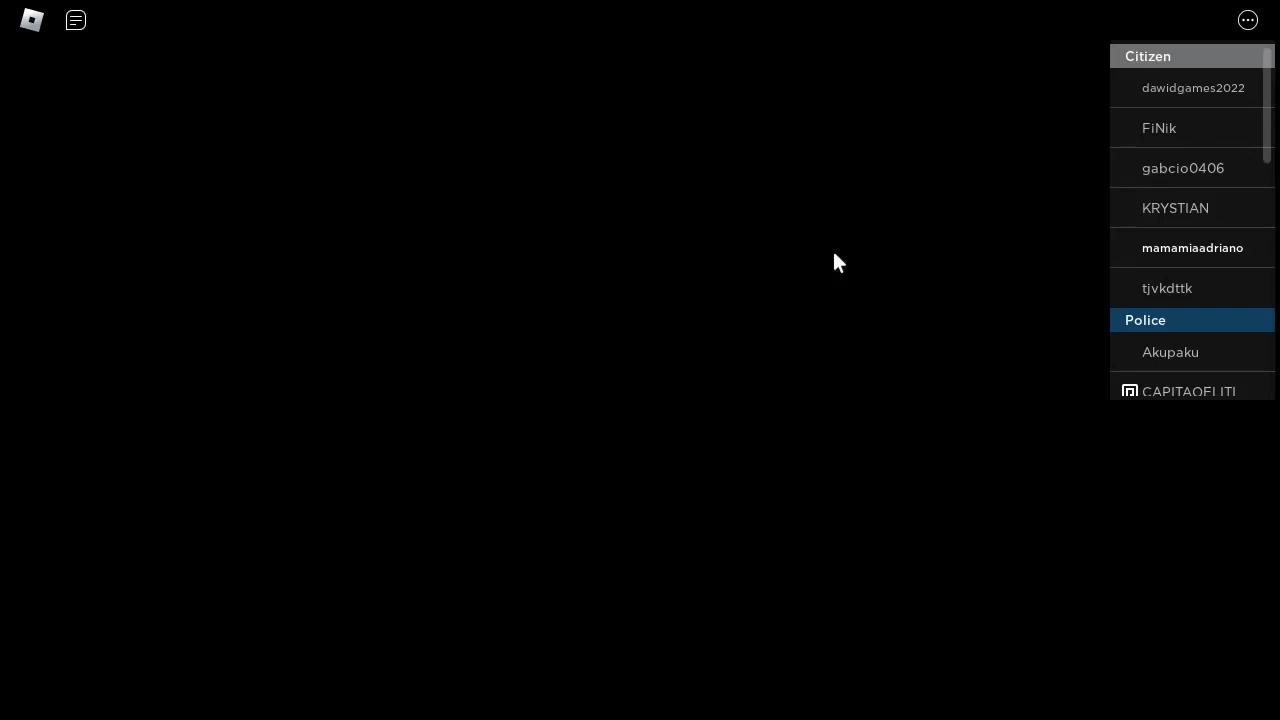 Citizen
dawidgames2022
FiNik
gabcio0406
KRYSTIAN
mamamiaadriano
tjvkdttk
Police
Akupaku